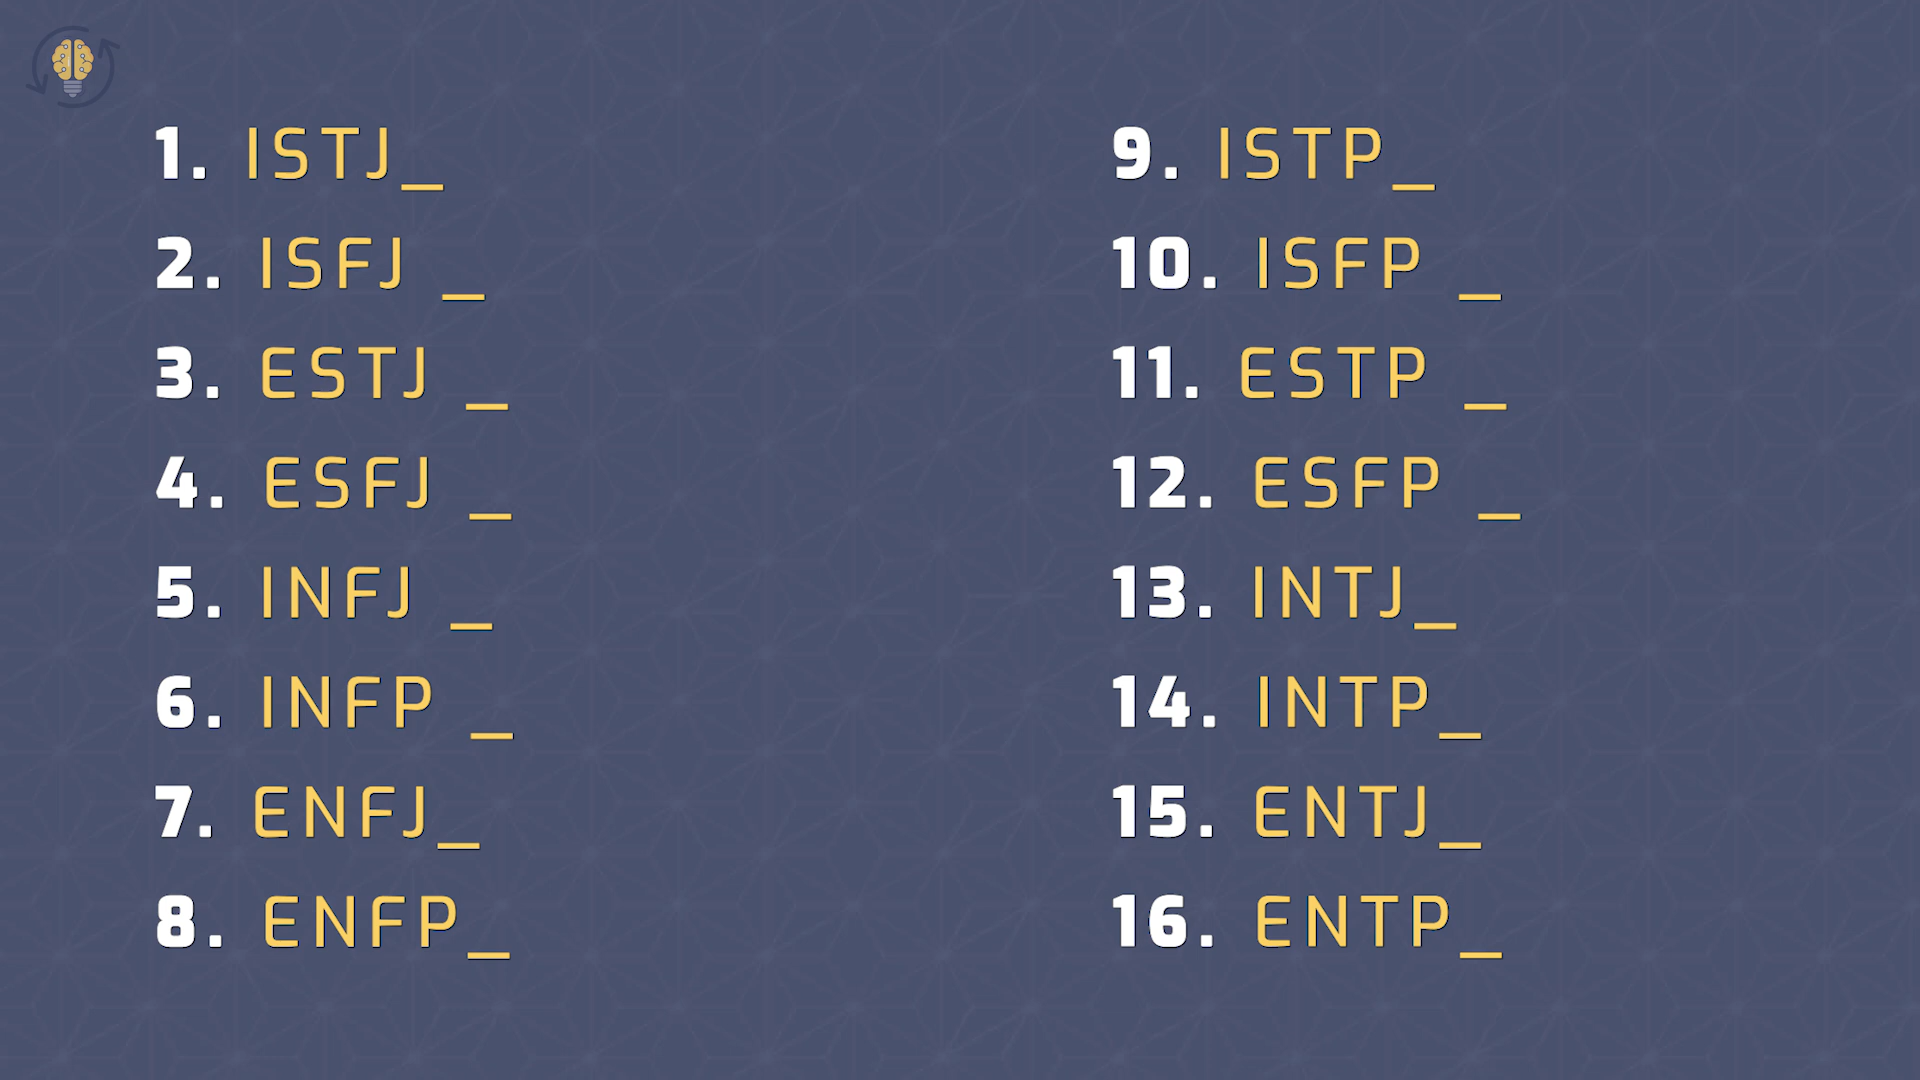 1. ISTJ_
2. ISFJ _
3. ESTJ _
4. ESFJ _
5. INFJ _
6. INFP _
7. ENFJ_
8. ENFP_
9. ISTP_
10. ISFP _
11. ESTP _
12. ESFP _
13. INTJ_
14. INTP_
15. ENTJ_
16. ENTP_